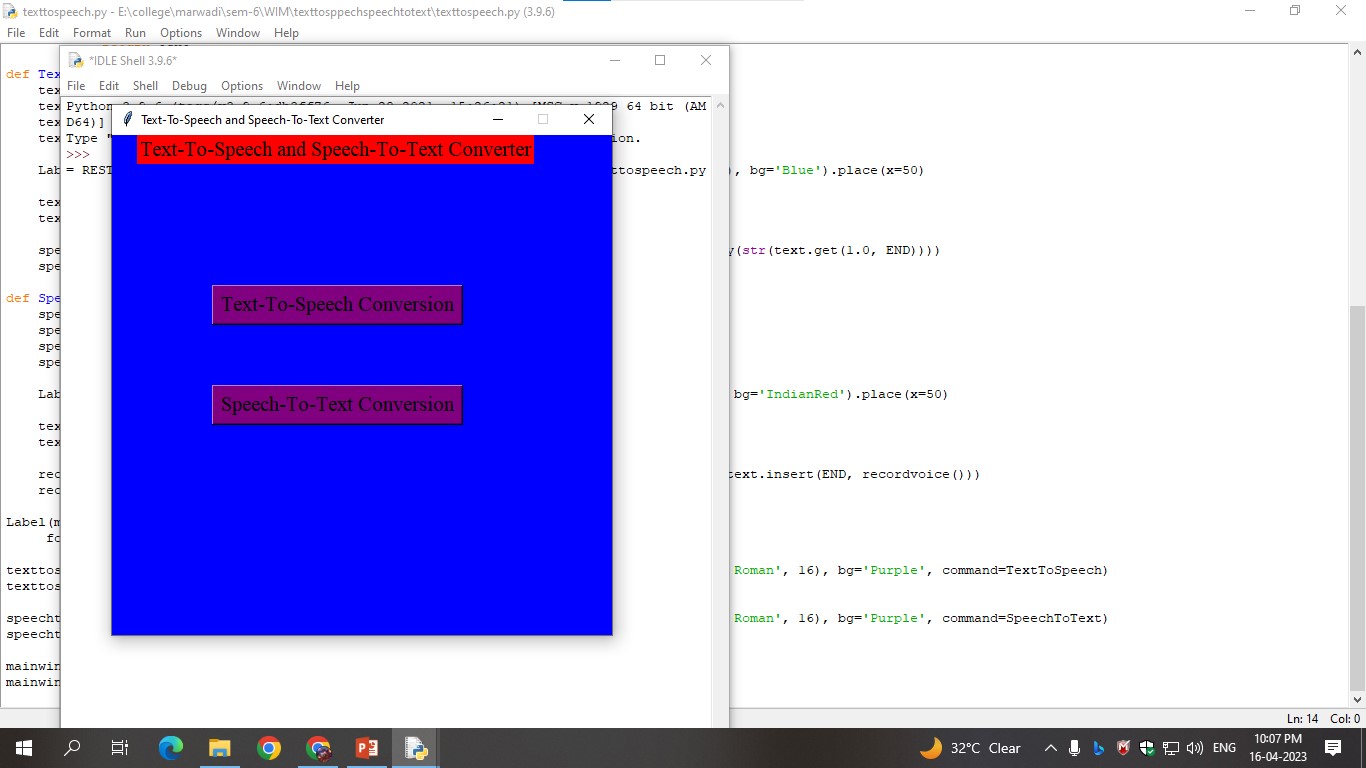 texttospeech.py - E:\college\marwadi\sem-6\WIM\texttosppechspeechtotext\texttospeech.py (3.9.6)
File Edit Format Run Options Window Help
*IDLE Shell 3.9.6*
File Edit Shell Debug Options Window Help
def Tex
tex
tex
tex
tex
Lab
), bg='Blue').place(x=50)
tex
tex
spe
(str(text.get(1.0, END))))
spe
def Spe
spe
spe
spe
spe
Lab
bg='IndianRed').place(x=50)
tex
tex
rec
text.insert(END, recordvoice()))
rec
Label(m
fo
texttos
Roman', 16), bg='Purple', command=TextToSpeech)
texttos
speecht
Roman', 16), bg='Purple', command=SpeechToText)
speecht
mainwin
mainwin
Python 64 bit (AM
D64)]
Type " ion.
>>>
= REST ttospeech.py
Text-To-Speech and Speech-To-Text Converter
Text-To-Speech and Speech-To-Text Converter
Text-To-Speech Conversion
Speech-To-Text Conversion
Ln: 14 Col: 0
32°C Clear
ENG
10:07 PM
16-04-2023